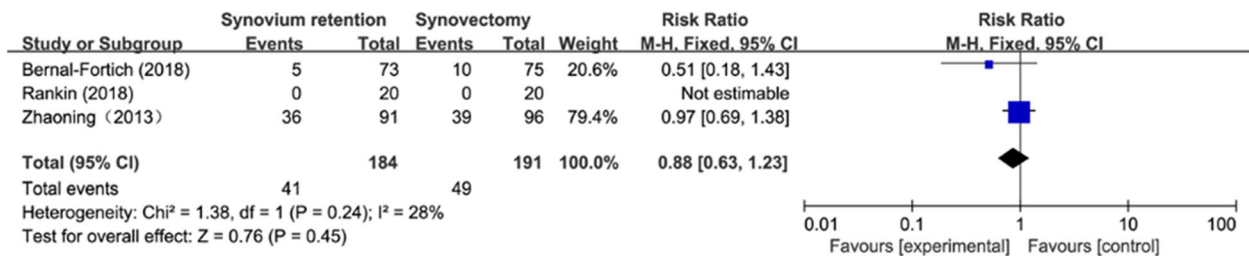 Synovium retention Synovectomy Risk Ratio Risk Ratio
Study or Subgroup Events Total Events Total Weight M-H, Fixed, 95% CI M-H, Fixed, 95% CI
Bernal-Fortich (2018) 5 73 10 75 20.6% 0.51 [0.18, 1.43]
Rankin (2018) 0 20 0 20 Not estimable
Zhaoning（2013） 36 91 39 96 79.4% 0.97 [0.69, 1.38]
Total (95% CI) 184 191 100.0% 0.88 [0.63, 1.23]
Total events 41 49
Heterogeneity: Chi² = 1.38, df = 1 (P = 0.24); I² = 28%
Test for overall effect: Z = 0.76 (P = 0.45)
0.01 0.1 1 10 100
Favours [experimental] Favours [control]